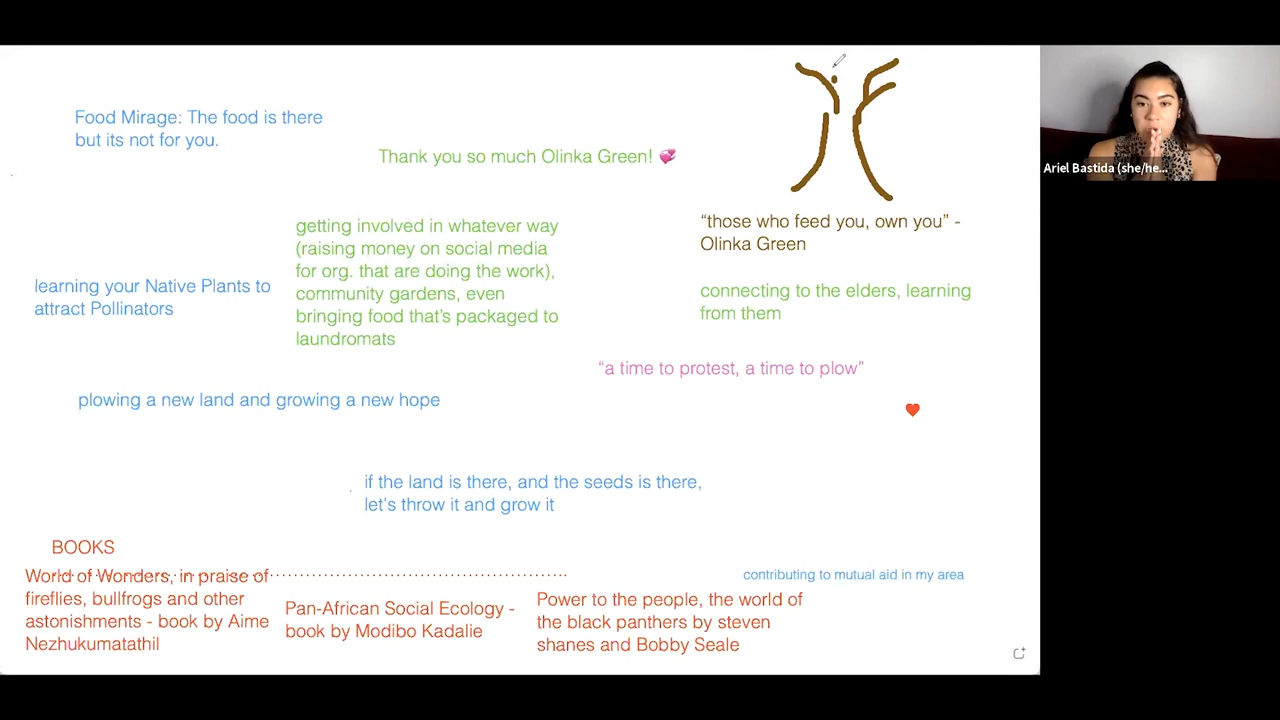 Food Mirage: The food is there
but its not for you.
Thank you so much Olinka Green! 💞
Ariel Bastida (she/he...
"those who feed you, own you" -
Olinka Green
getting involved in whatever way
(raising money on social media
for org. that are doing the work),
community gardens, even
bringing food that's packaged to
laundromats
learning your Native Plants to
attract Pollinators
connecting to the elders, learning
from them
"a time to protest, a time to plow"
plowing a new land and growing a new hope
if the land is there, and the seeds is there,
let's throw it and grow it
BOOKS
World of Wonders, in praise of
fireflies, bullfrogs and other
astonishments - book by Aime
Nezhukumatathil
Pan-African Social Ecology -
book by Modibo Kadalie
Power to the people, the world of
the black panthers by steven
shanes and Bobby Seale
contributing to mutual aid in my area